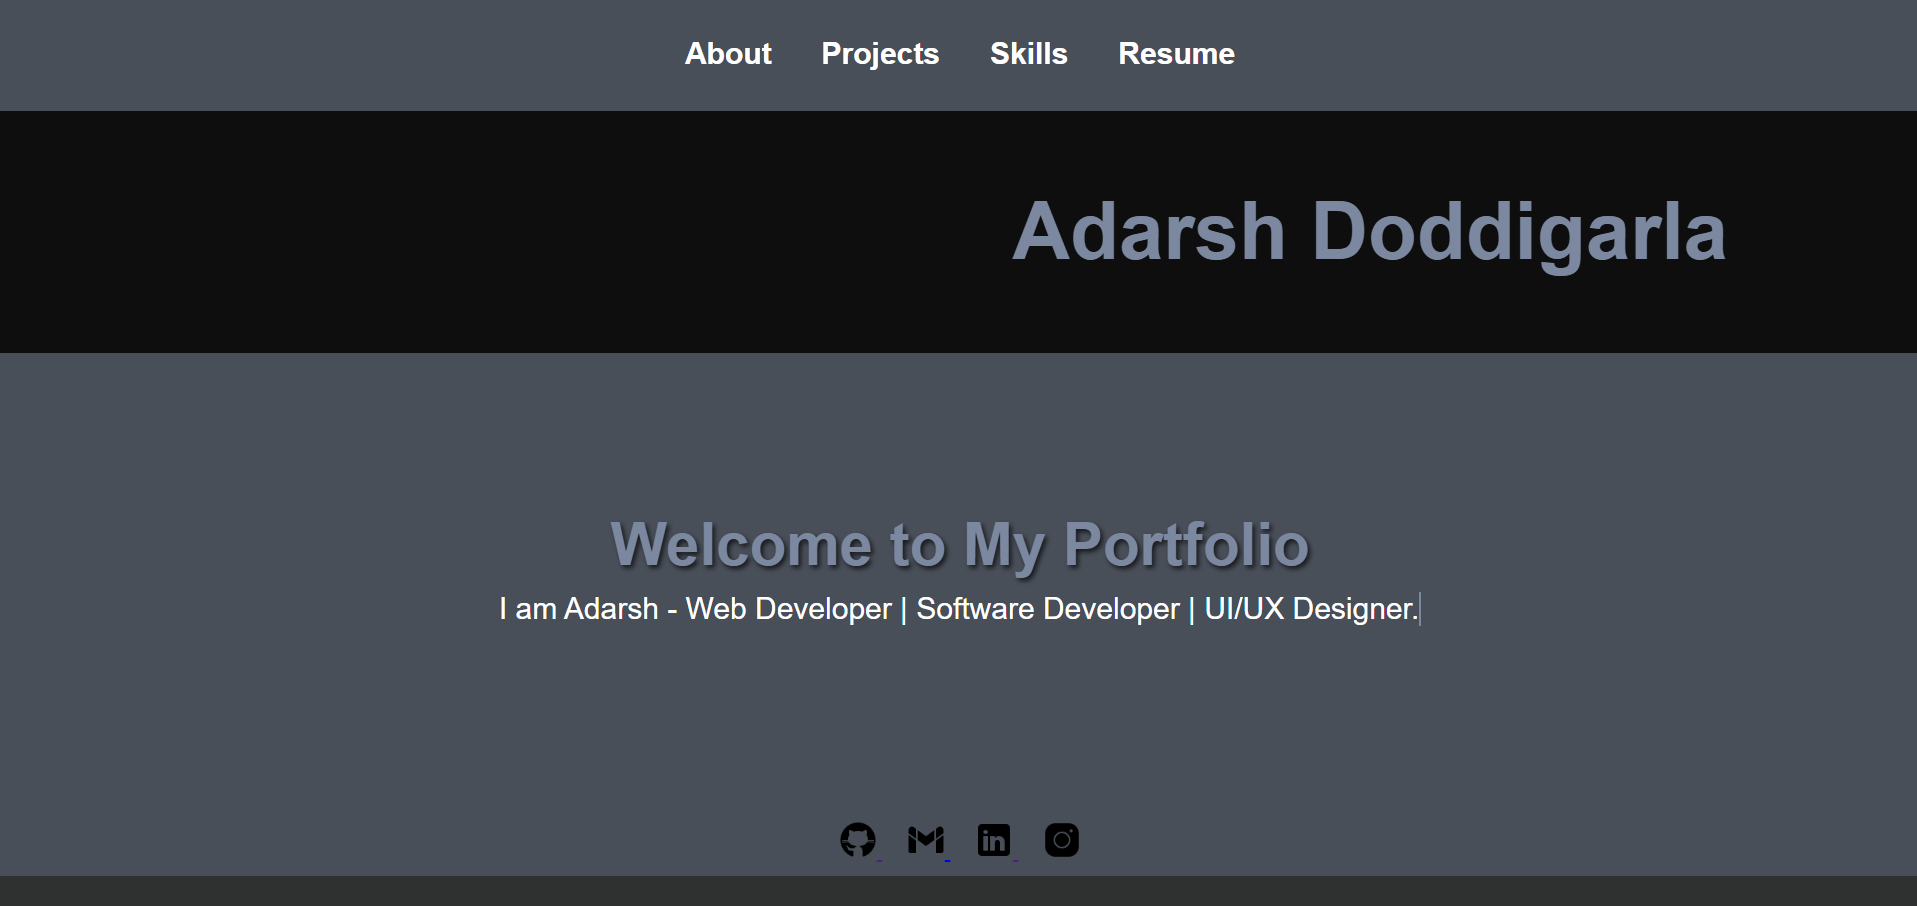 About Projects Skills Resume
Adarsh Doddigarla
Welcome to My Portfolio
I am Adarsh - Web Developer | Software Developer | UI/UX Designer.
in